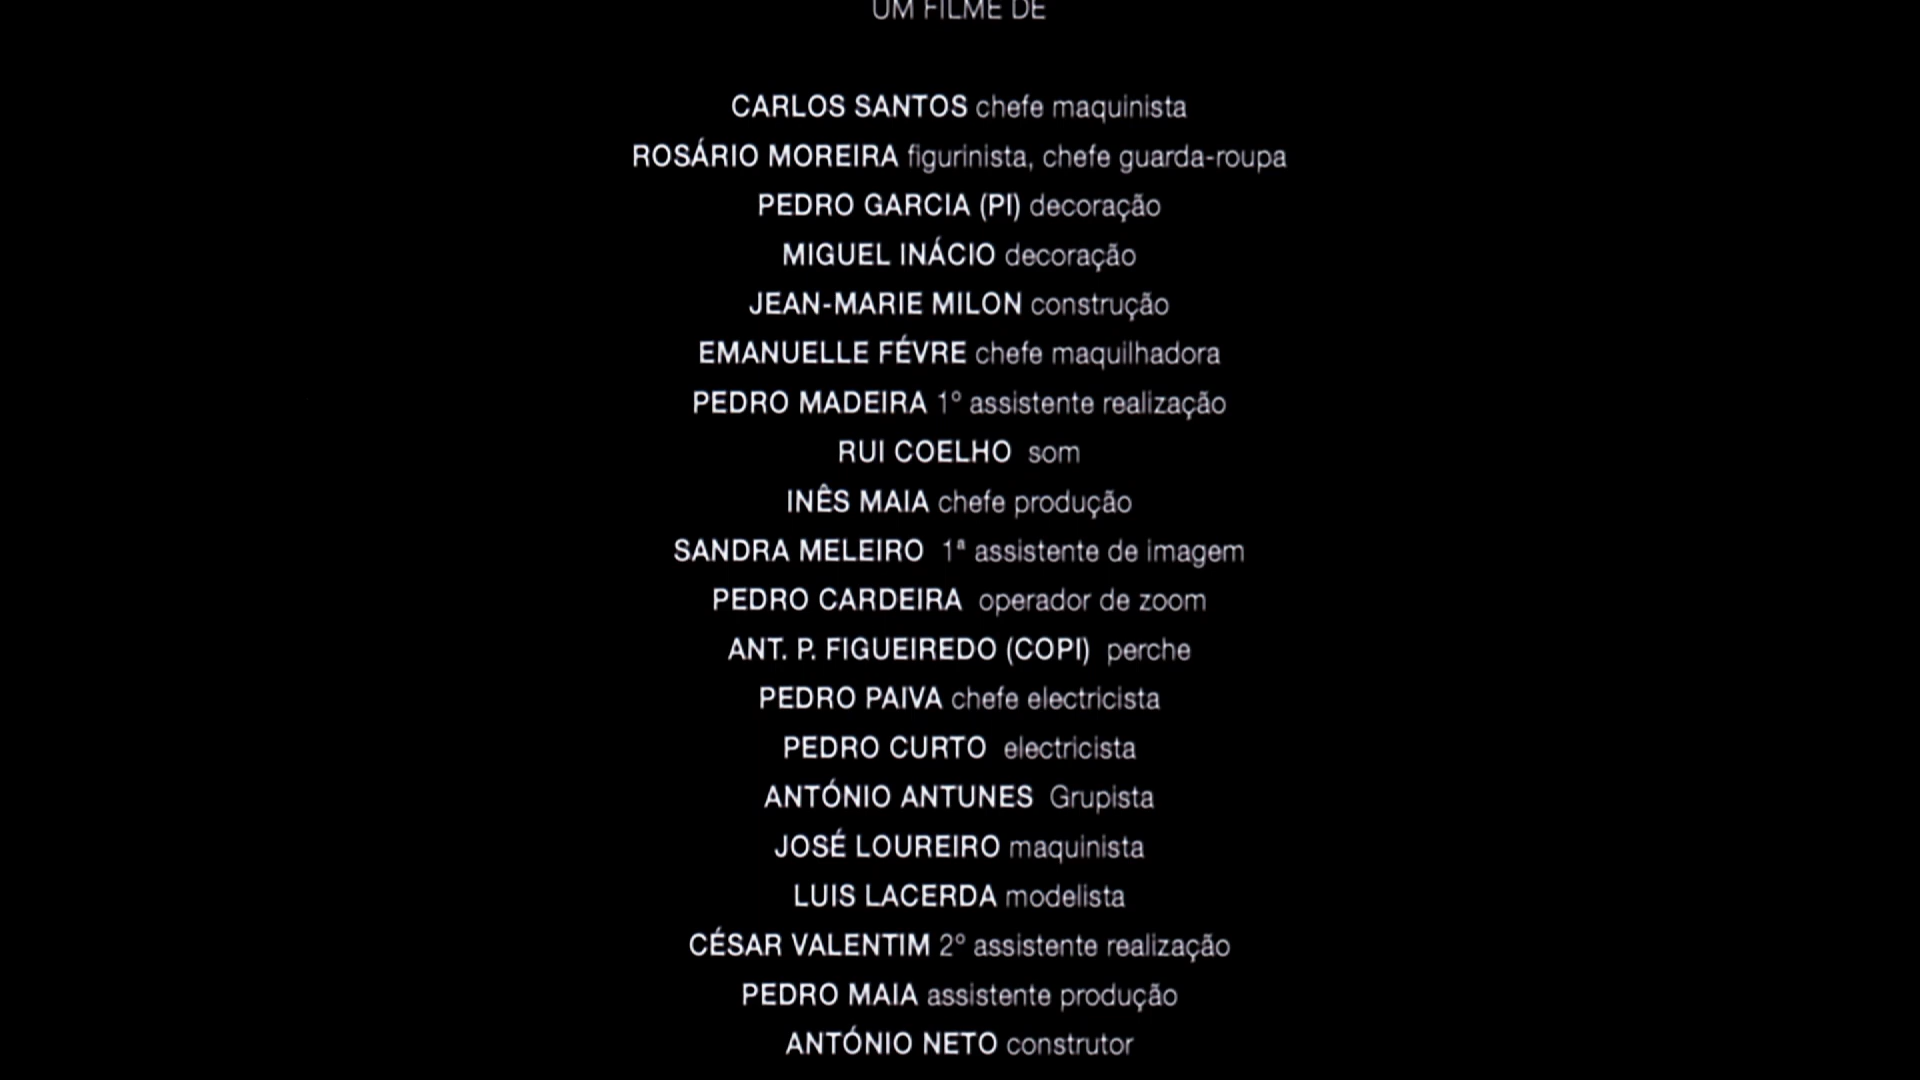 UM FILME DE
CARLOS SANTOS chefe maquinista
ROSÁRIO MOREIRA figurinista, chefe guarda-roupa
PEDRO GARCIA (PI) decoração
MIGUEL INÁCIO decoração
JEAN-MARIE MILON construção
EMANUELLE FÉVRE chefe maquilhadora
PEDRO MADEIRA 1º assistente realização
RUI COELHO som
INÊS MAIA chefe produção
SANDRA MELEIRO 1ª assistente de imagem
PEDRO CARDEIRA operador de zoom
ANT. P. FIGUEIREDO (COPI) perche
PEDRO PAIVA chefe electricista
PEDRO CURTO electricista
ANTÓNIO ANTUNES Grupista
JOSÉ LOUREIRO maquinista
LUIS LACERDA modelista
CÉSAR VALENTIM 2º assistente realização
PEDRO MAIA assistente produção
ANTÓNIO NETO construtor